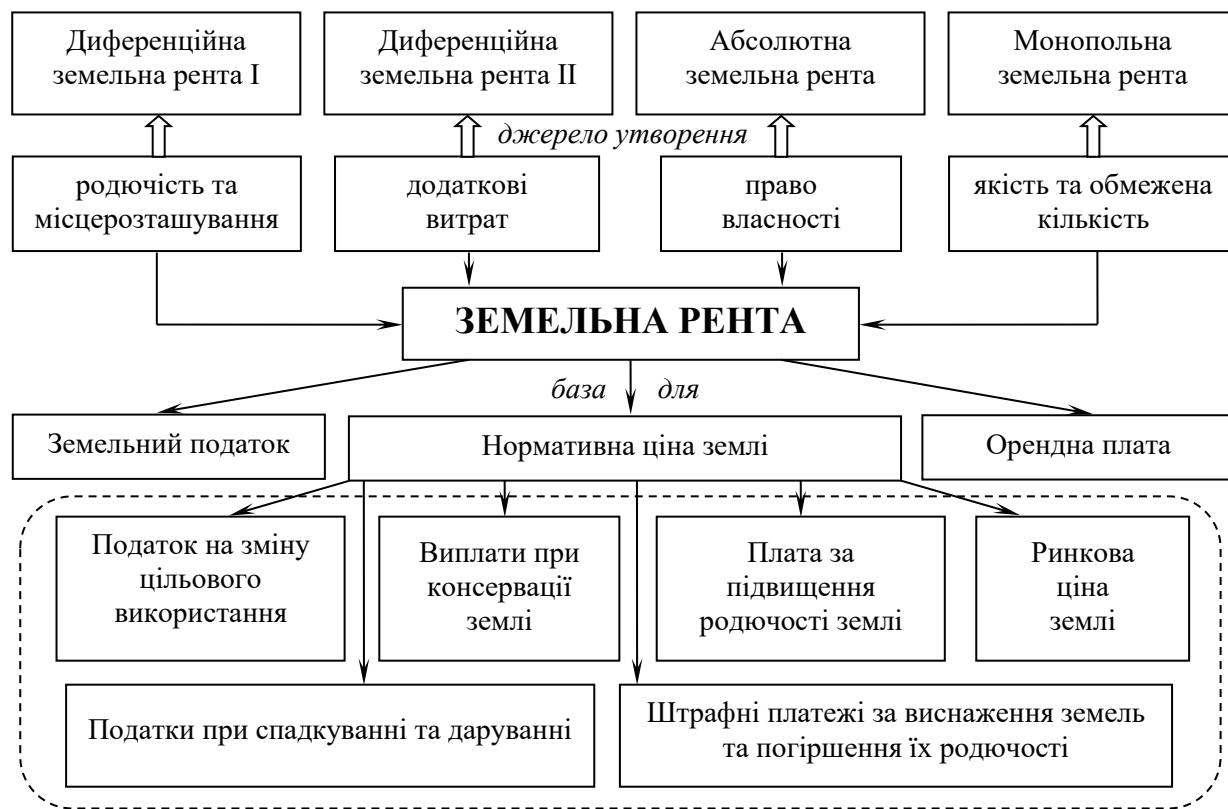 Диференційна
земельна рента I
Диференційна
земельна рента II
Абсолютна
земельна рента
Монопольна
земельна рента
джерело утворення
родючість та
місцерозташування
додаткові
витрат
право
власності
якість та обмежена
кількість
ЗЕМЕЛЬНА РЕНТА
база для
Земельний податок
Нормативна ціна землі
Орендна плата
Податок на зміну
цільового
використання
Виплати при
консервації
землі
Плата за
підвищення
родючості землі
Ринкова
ціна
землі
Податки при спадкуванні та даруванні
Штрафні платежі за виснаження земель
та погіршення їх родючості